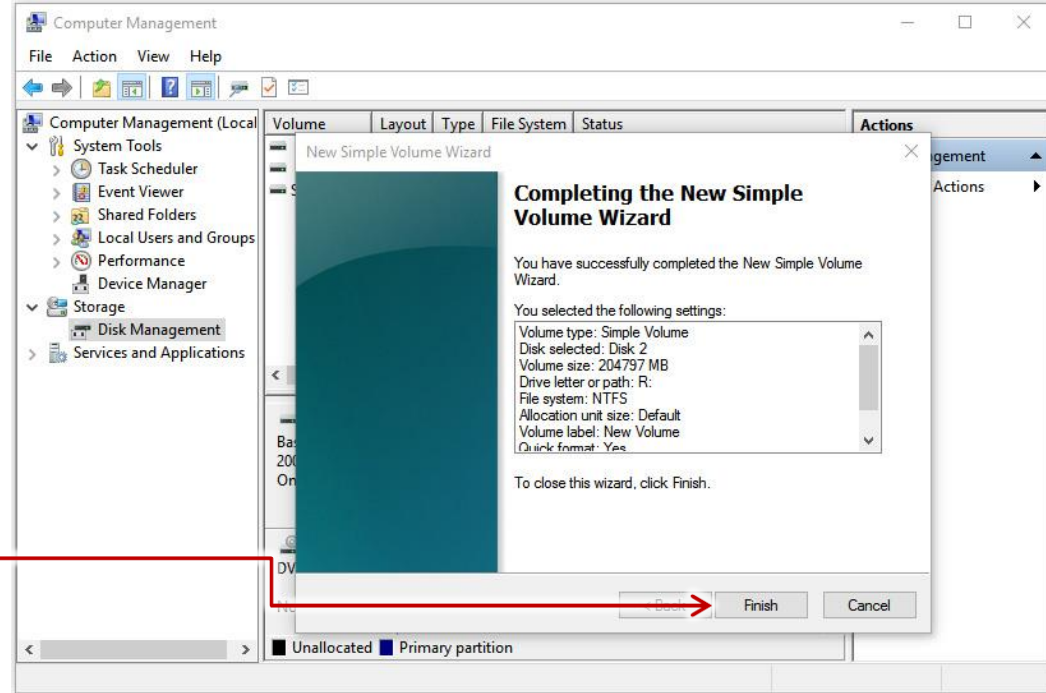 Computer Management
File Action View Help
Computer Management (Local
System Tools
Task Scheduler
Event Viewer
Shared Folders
Local Users and Groups
Performance
Device Manager
Storage
Disk Management
Services and Applications
Volume Layout Type File System Status
Actions
Actions
New Simple Volume Wizard
Completing the New Simple
Volume Wizard
You have successfully completed the New Simple Volume
Wizard.
You selected the following settings:
Volume type: Simple Volume
Disk selected: Disk 2
Volume size: 204797 MB
Drive letter or path: R:
File system: NTFS
Allocation unit size: Default
Volume label: New Volume
Quick format: Yes
To close this wizard, click Finish.
Finish Cancel
Unallocated Primary partition